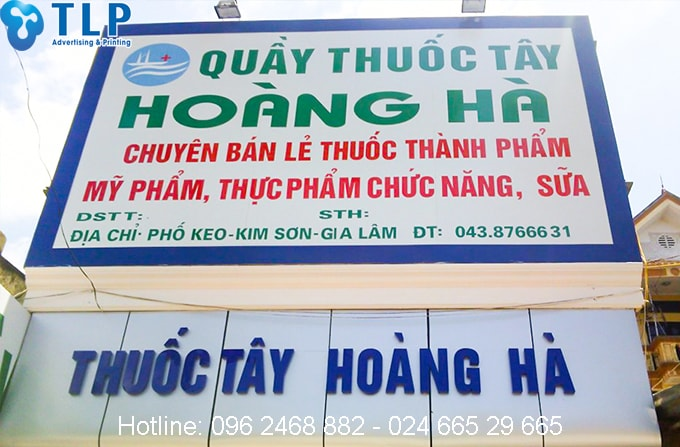 TLP
Advertising & Printing
QUẦY THUỐC TÂY
HOÀNG HÀ
CHUYÊN BÁN LẺ THUỐC THÀNH PHẨM
MỸ PHẨM, THỰC PHẨM CHỨC NĂNG, SỮA
DSTT: STH:
ĐỊA CHỈ: PHỐ KEO-KIM SƠN-GIA LÂM ĐT: 043.8766631
THUỐC TÂY HOÀNG HÀ
Hotline: 096 2468 882 - 024 665 29 665